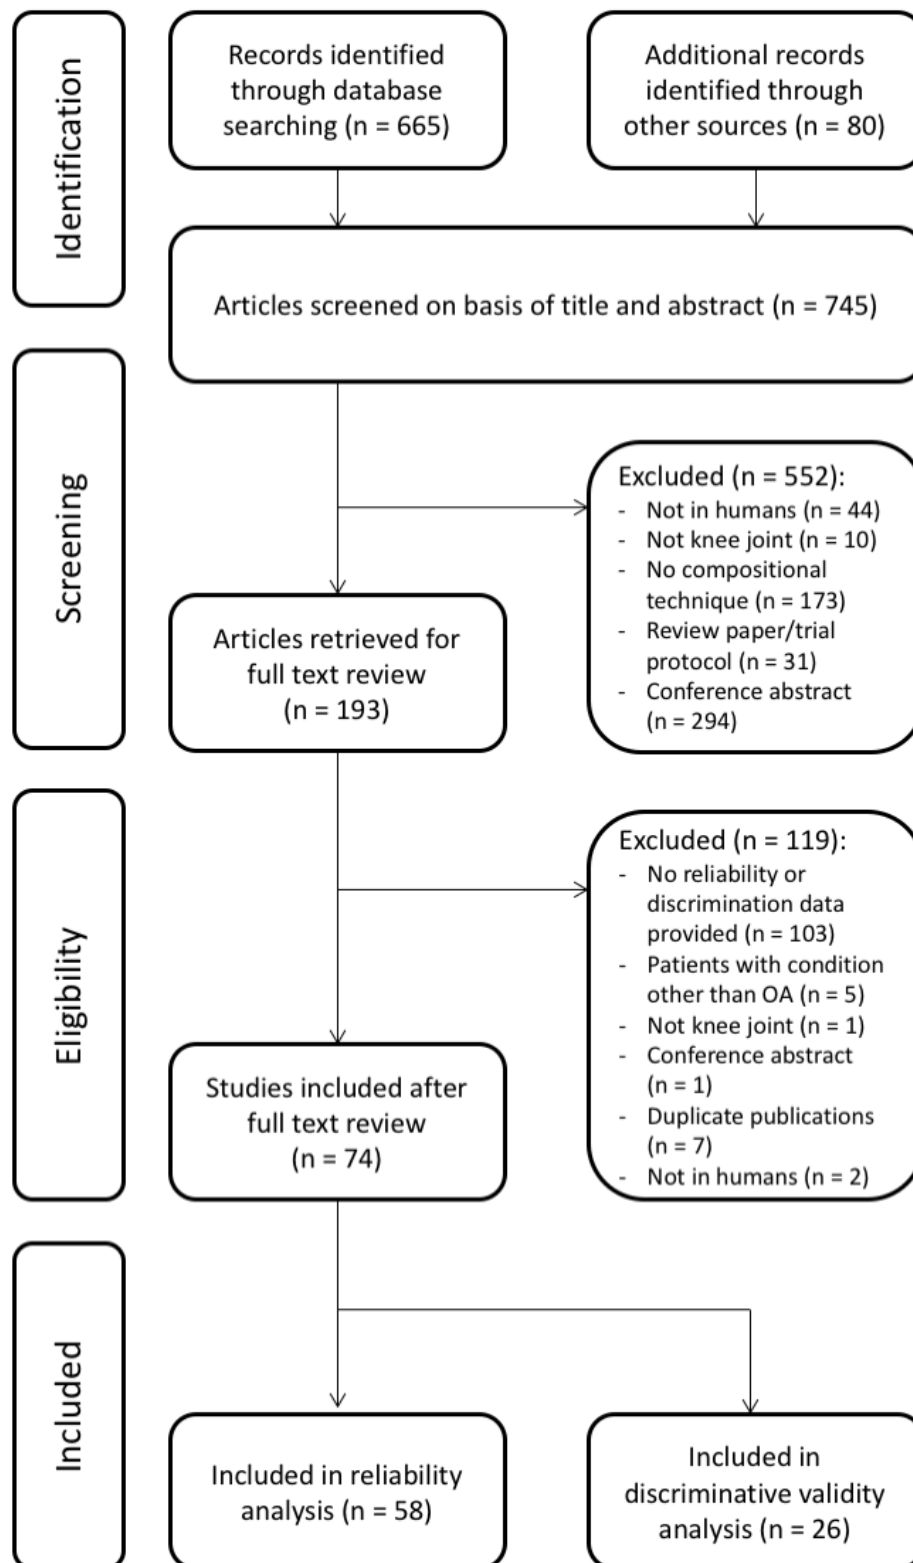 Identification
Records identified
through database
searching (n = 665)
Additional records
identified through
other sources (n = 80)
Articles screened on basis of title and abstract (n = 745)
Screening
Excluded (n = 552):
- Not in humans (n = 44)
- Not knee joint (n = 10)
- No compositional
technique (n = 173)
- Review paper/trial
protocol (n = 31)
- Conference abstract
(n = 294)
Articles retrieved for
full text review
(n = 193)
Eligibility
Excluded (n = 119):
- No reliability or
discrimination data
provided (n = 103)
- Patients with condition
other than OA (n = 5)
- Not knee joint (n = 1)
- Conference abstract
(n = 1)
- Duplicate publications
(n = 7)
- Not in humans (n = 2)
Studies included after
full text review
(n = 74)
Included
Included in reliability
analysis (n = 58)
Included in
discriminative validity
analysis (n = 26)